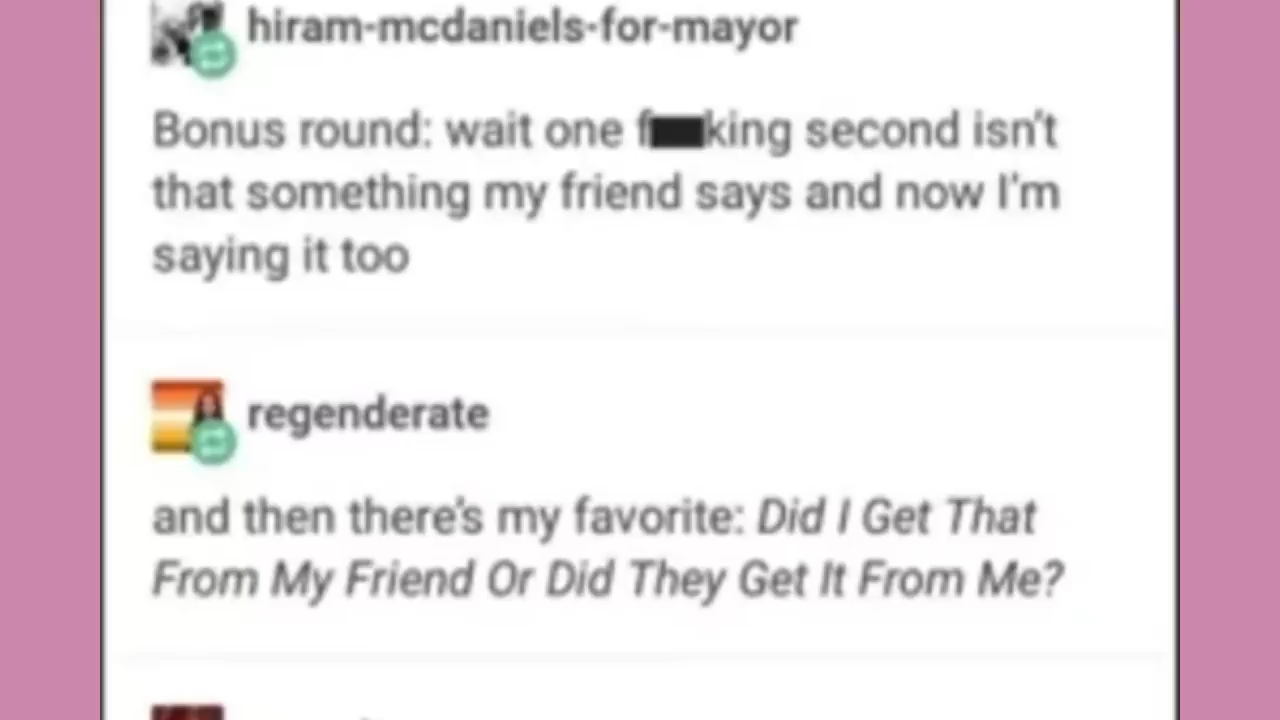 hiram-mcdaniels-for-mayor
Bonus round: wait one f██king second isn't
that something my friend says and now I'm
saying it too
regenderate
and then there's my favorite: Did I Get That
From My Friend Or Did They Get It From Me?